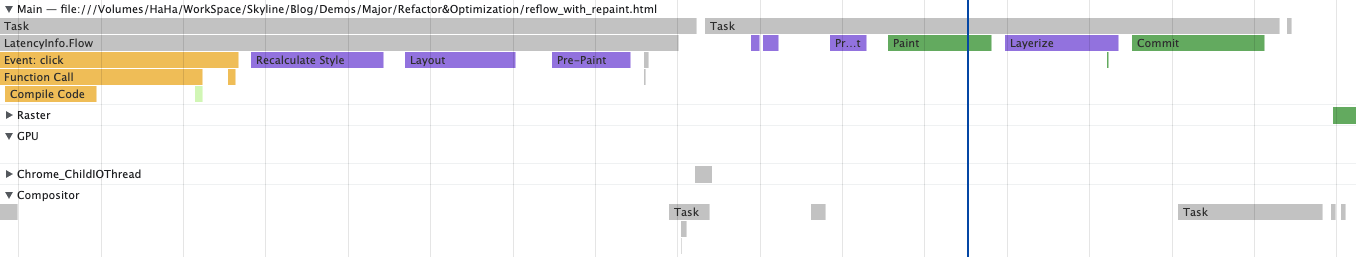 Main — file:///Volumes/HaHa/WorkSpace/Skyline/Blog/Demos/Major/Refactor&Optimization/reflow_with_repaint.html
Task Task
LatencyInfo.Flow Pr...t Paint Layerize Commit
Event: click Recalculate Style Layout Pre-Paint
Function Call
Compile Code
Raster
GPU
Chrome_ChildIOThread
Compositor
Task Task